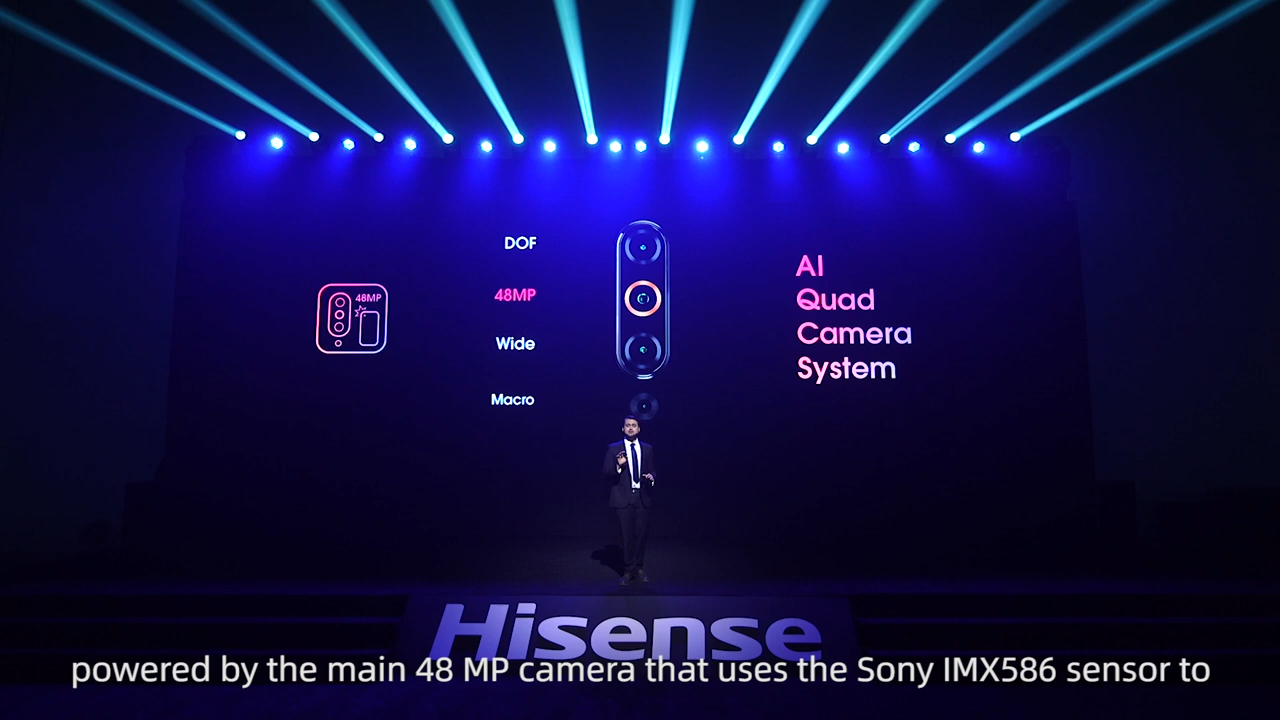 48MP
DOF
48MP
Wide
Macro
AI
Quad
Camera
System
Hisense
powered by the main 48 MP camera that uses the Sony IMX586 sensor to